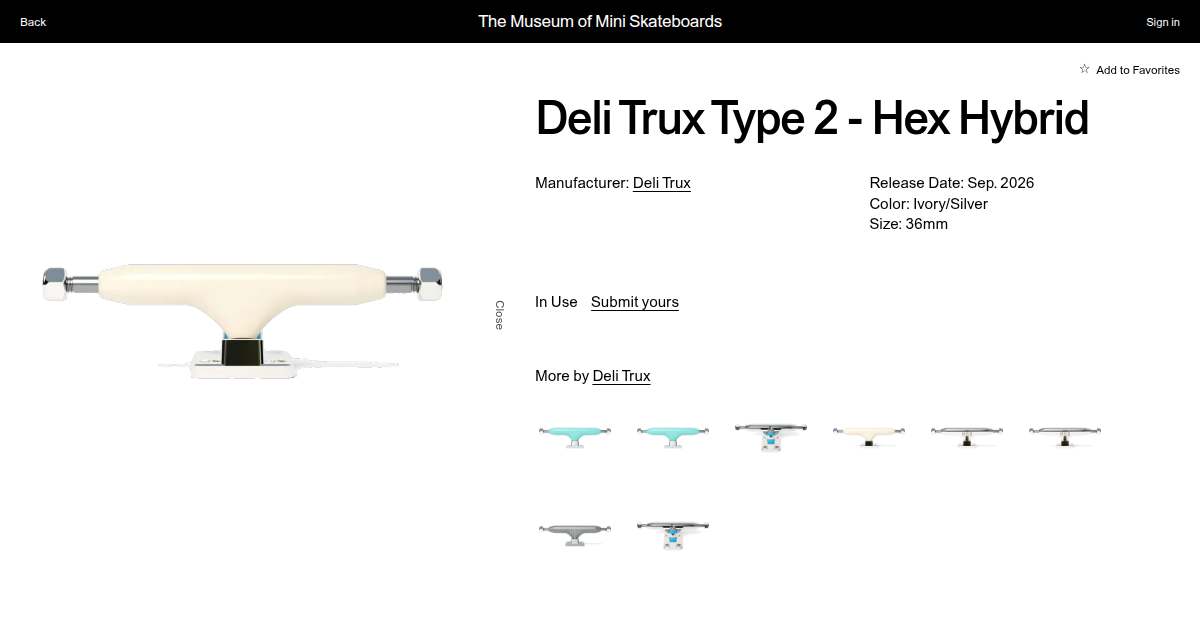 Back
The Museum of Mini Skateboards
Sign in
☆ Add to Favorites
Deli Trux Type 2 - Hex Hybrid
Manufacturer: Deli Trux
Release Date: Sep. 2026
Color: Ivory/Silver
Size: 36mm
Close
In Use Submit yours
More by Deli Trux